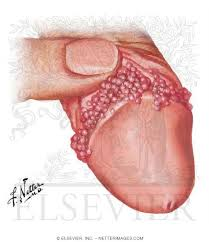 F. Netter
M.D.
ELSEVIER
© ELSEVIER, INC. – NETTERIMAGES.COM